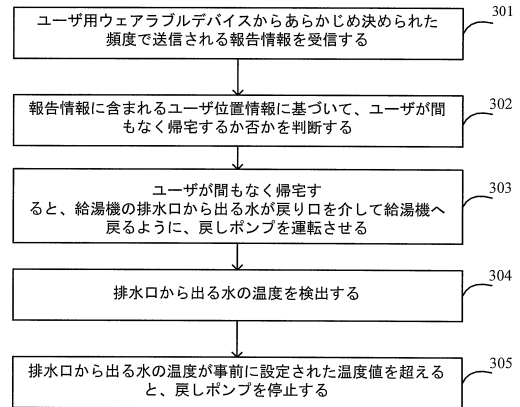 ユーザ用ウェアラブルデバイスからあらかじめ決められた
頻度で送信される報告情報を受信する
301
報告情報に含まれるユーザ位置情報に基づいて、ユーザが間
もなく帰宅するか否かを判断する
302
ユーザが間もなく帰宅す
ると、給湯機の排水口から出る水が戻り口を介して給湯機へ
戻るように、戻しポンプを運転させる
303
排水口から出る水の温度を検出する
304
排水口から出る水の温度が事前に設定された温度値を超える
と、戻しポンプを停止する
305